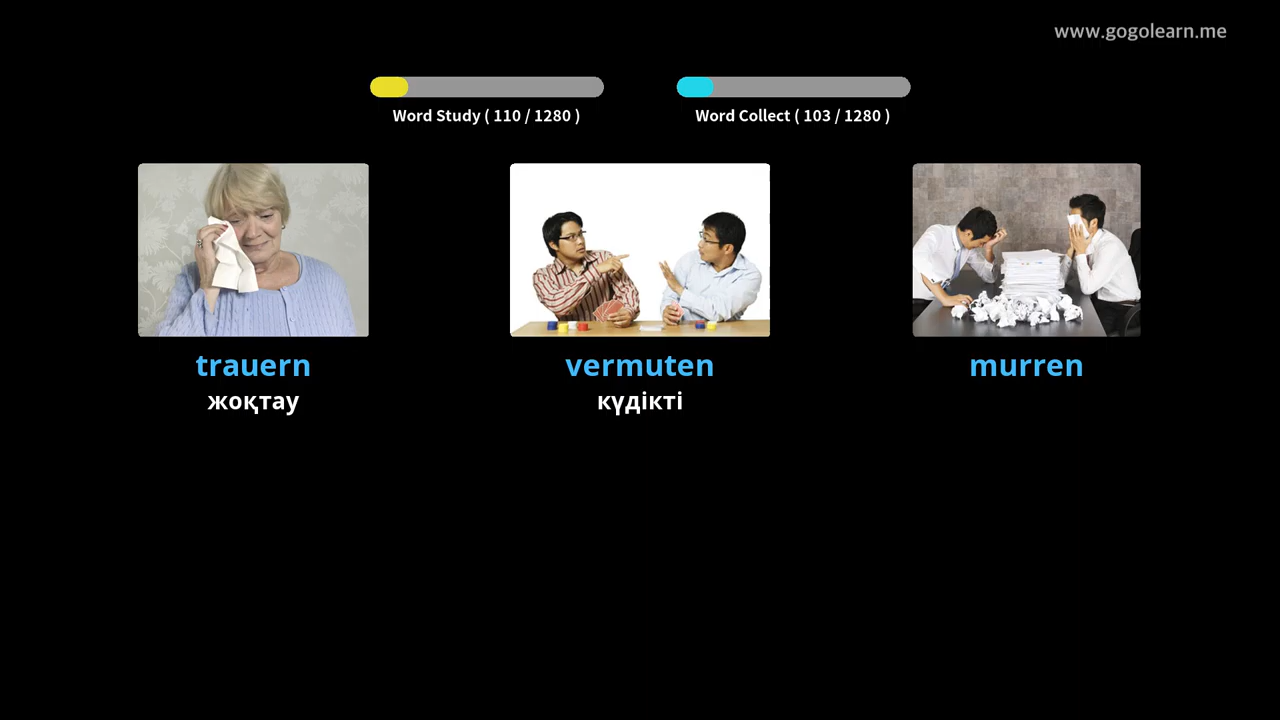 www.gogolearn.me
Word Study ( 110 / 1280 )
Word Collect ( 103 / 1280 )
trauern
vermuten
murren
жоқтау
күдікті